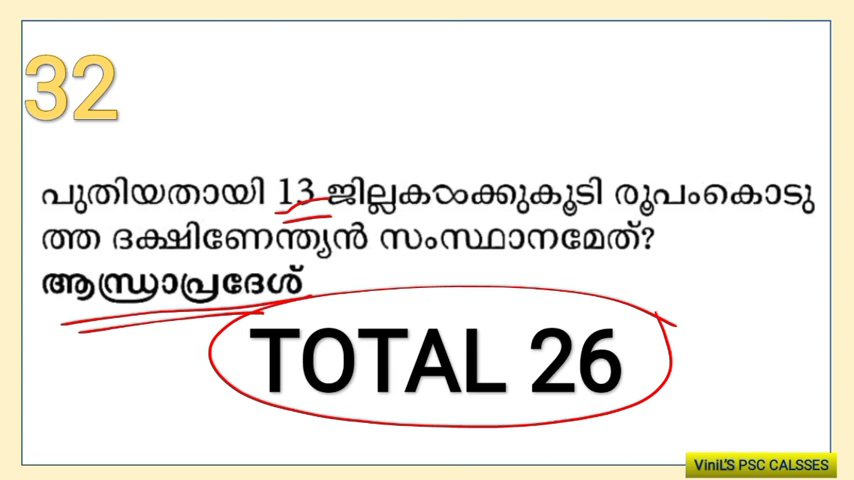 32
പുതിയതായി 13 ജില്ലകൾക്കുകൂടി രൂപംകൊടു
ത്ത ദക്ഷിണേന്ത്യൻ സംസ്ഥാനമേത്?
ആന്ധ്രാപ്രദേശ്
TOTAL 26
ViniL'S PSC CALSSES